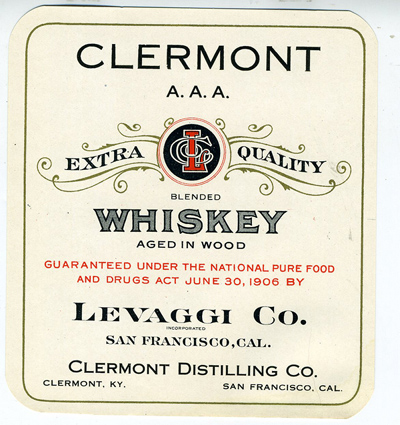 CLERMONT
A.A.A.
EXTRA QUALITY
BLENDED
WHISKEY
AGED IN WOOD
GUARANTEED UNDER THE NATIONAL PURE FOOD
AND DRUGS ACT JUNE 30, 1906 BY
LEVAGGI CO.
INCORPORATED
SAN FRANCISCO, CAL.
CLERMONT DISTILLING CO.
CLERMONT, KY. SAN FRANCISCO, CAL.